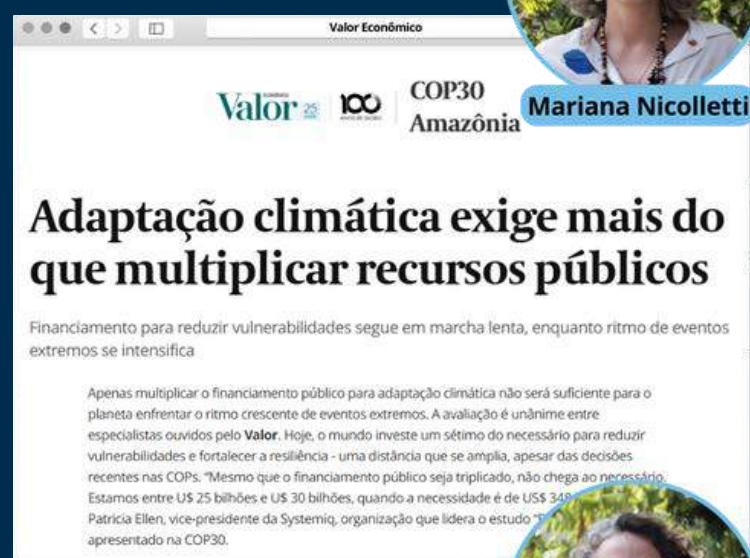 Valor Econômico
Valor 25
100
COP30
Amazônia
Mariana Nicolletti
Adaptação climática exige mais do
que multiplicar recursos públicos
Financiamento para reduzir vulnerabilidades segue em marcha lenta, enquanto ritmo de eventos
extremos se intensifica
Apenas multiplicar o financiamento público para adaptação climática não será suficiente para o
planeta enfrentar o ritmo crescente de eventos extremos. A avaliação é unânime entre
especialistas ouvidos pelo Valor. Hoje, o mundo investe um sétimo do necessário para reduzir
vulnerabilidades e fortalecer a resiliência - uma distância que se amplia, apesar das decisões
recentes nas COPs. "Mesmo que o financiamento público seja triplicado, não chega ao necessário.
Estamos entre U$ 25 bilhões e U$ 30 bilhões, quando a necessidade é de US$
Patricia Ellen, vice-presidente da Systemiq, organização que lidera o estudo
apresentado na COP30.